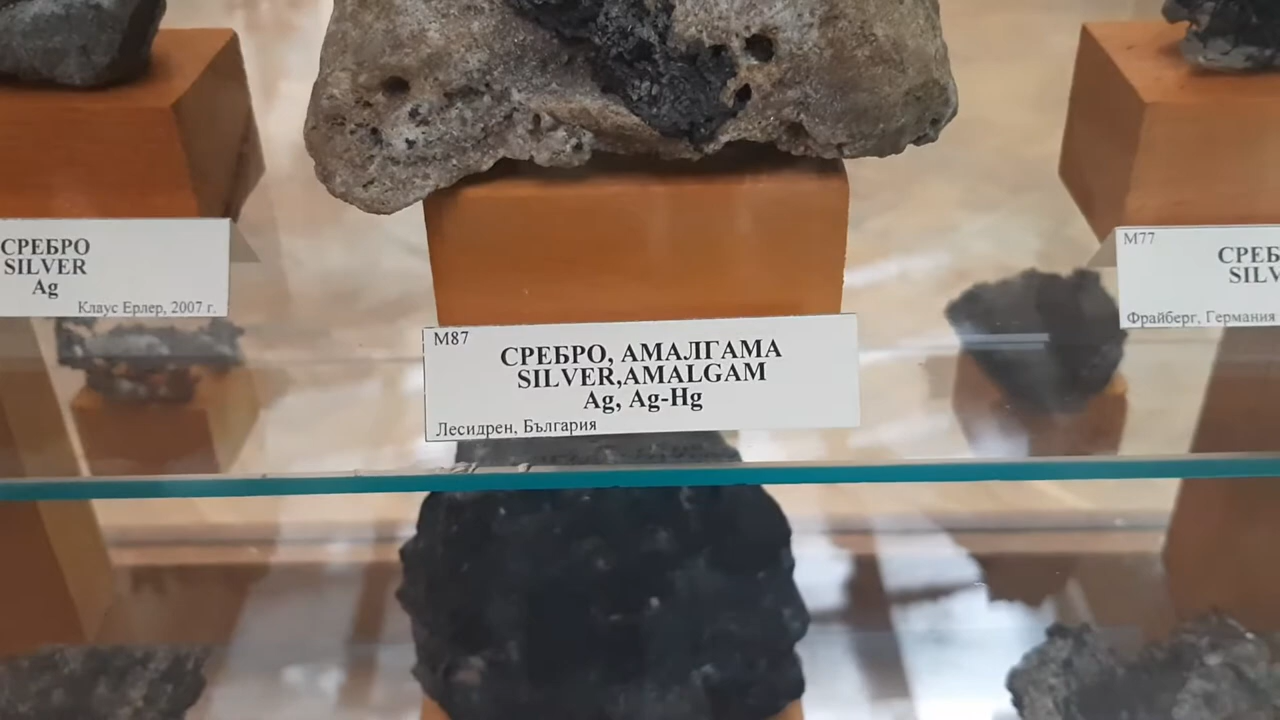 СРЕБРО
SILVER
Ag
Клаус Ерлер, 2007 г.
M87
СРЕБРО, АМАЛГАМА
SILVER,AMALGAM
Ag, Ag-Hg
Лесидрен, България
M77
СРЕБ
SILV
Фрайберг, Германия